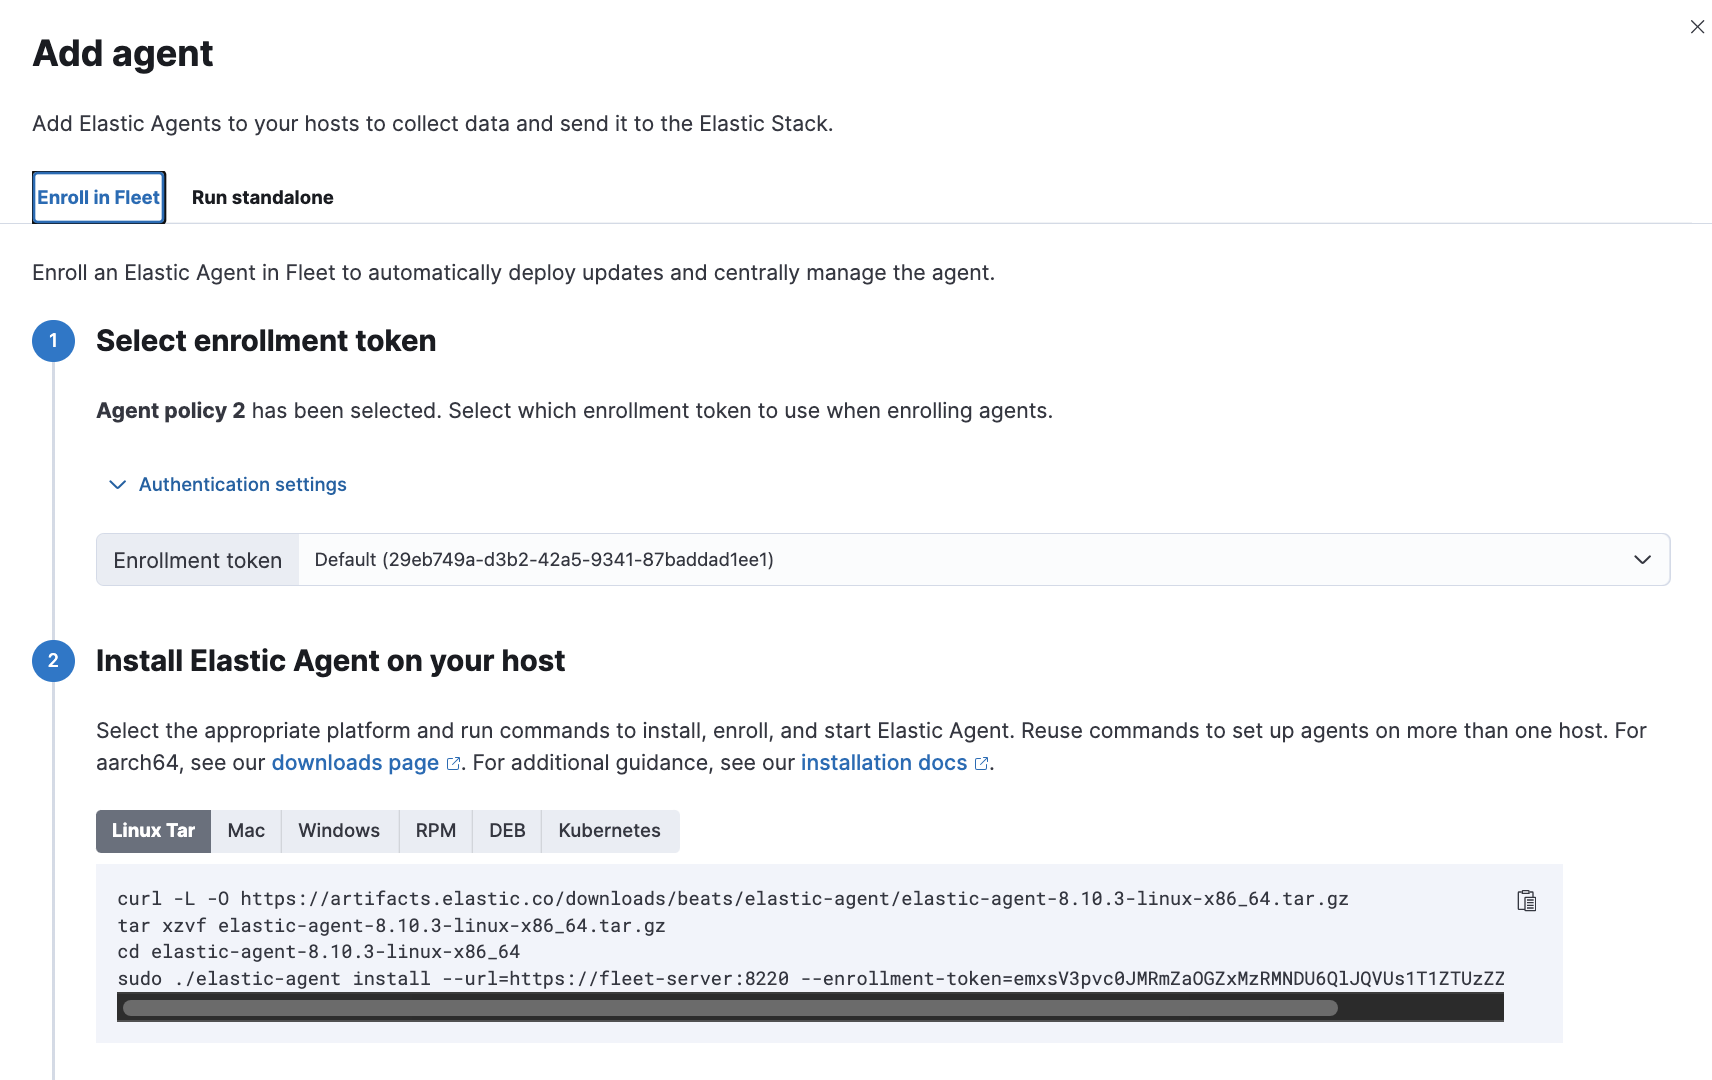 Add agent
Add Elastic Agents to your hosts to collect data and send it to the Elastic Stack.
Enroll in Fleet
Run standalone
Enroll an Elastic Agent in Fleet to automatically deploy updates and centrally manage the agent.
1
Select enrollment token
Agent policy 2 has been selected. Select which enrollment token to use when enrolling agents.
Authentication settings
Enrollment token
Default (29eb749a-d3b2-42a5-9341-87baddad1ee1)
2
Install Elastic Agent on your host
Select the appropriate platform and run commands to install, enroll, and start Elastic Agent. Reuse commands to set up agents on more than one host. For
aarch64, see our downloads page. For additional guidance, see our installation docs.
Linux Tar
Mac
Windows
RPM
DEB
Kubernetes
curl -L -O https://artifacts.elastic.co/downloads/beats/elastic-agent/elastic-agent-8.10.3-linux-x86_64.tar.gz
tar xzvf elastic-agent-8.10.3-linux-x86_64.tar.gz
cd elastic-agent-8.10.3-linux-x86_64
sudo ./elastic-agent install --url=https://fleet-server:8220 --enrollment-token=emxsV3pvc0JMRmZaOGZxMzRMNDU6QlJQVUs1T1ZTUzZZ